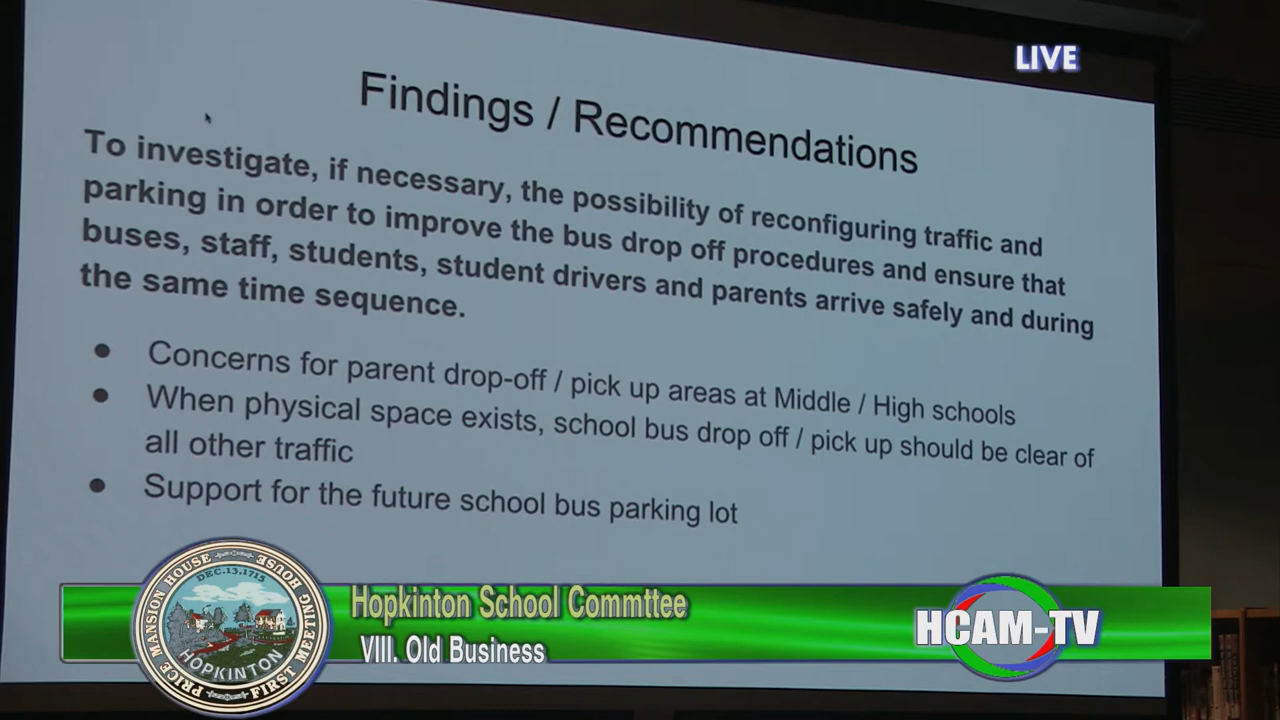 LIVE
Findings / Recommendations
To investigate, if necessary, the possibility of reconfiguring traffic and
parking in order to improve the bus drop off procedures and ensure that
buses, staff, students, student drivers and parents arrive safely and during
the same time sequence.
● Concerns for parent drop-off / pick up areas at Middle / High schools
● When physical space exists, school bus drop off / pick up should be clear of
all other traffic
● Support for the future school bus parking lot
PRICE MANSION HOUSE FIRST MEETING HOUSE
DEC.13.1715
HOPKINTON
Hopkinton School Commttee
VIII. Old Business
HCAM-TV